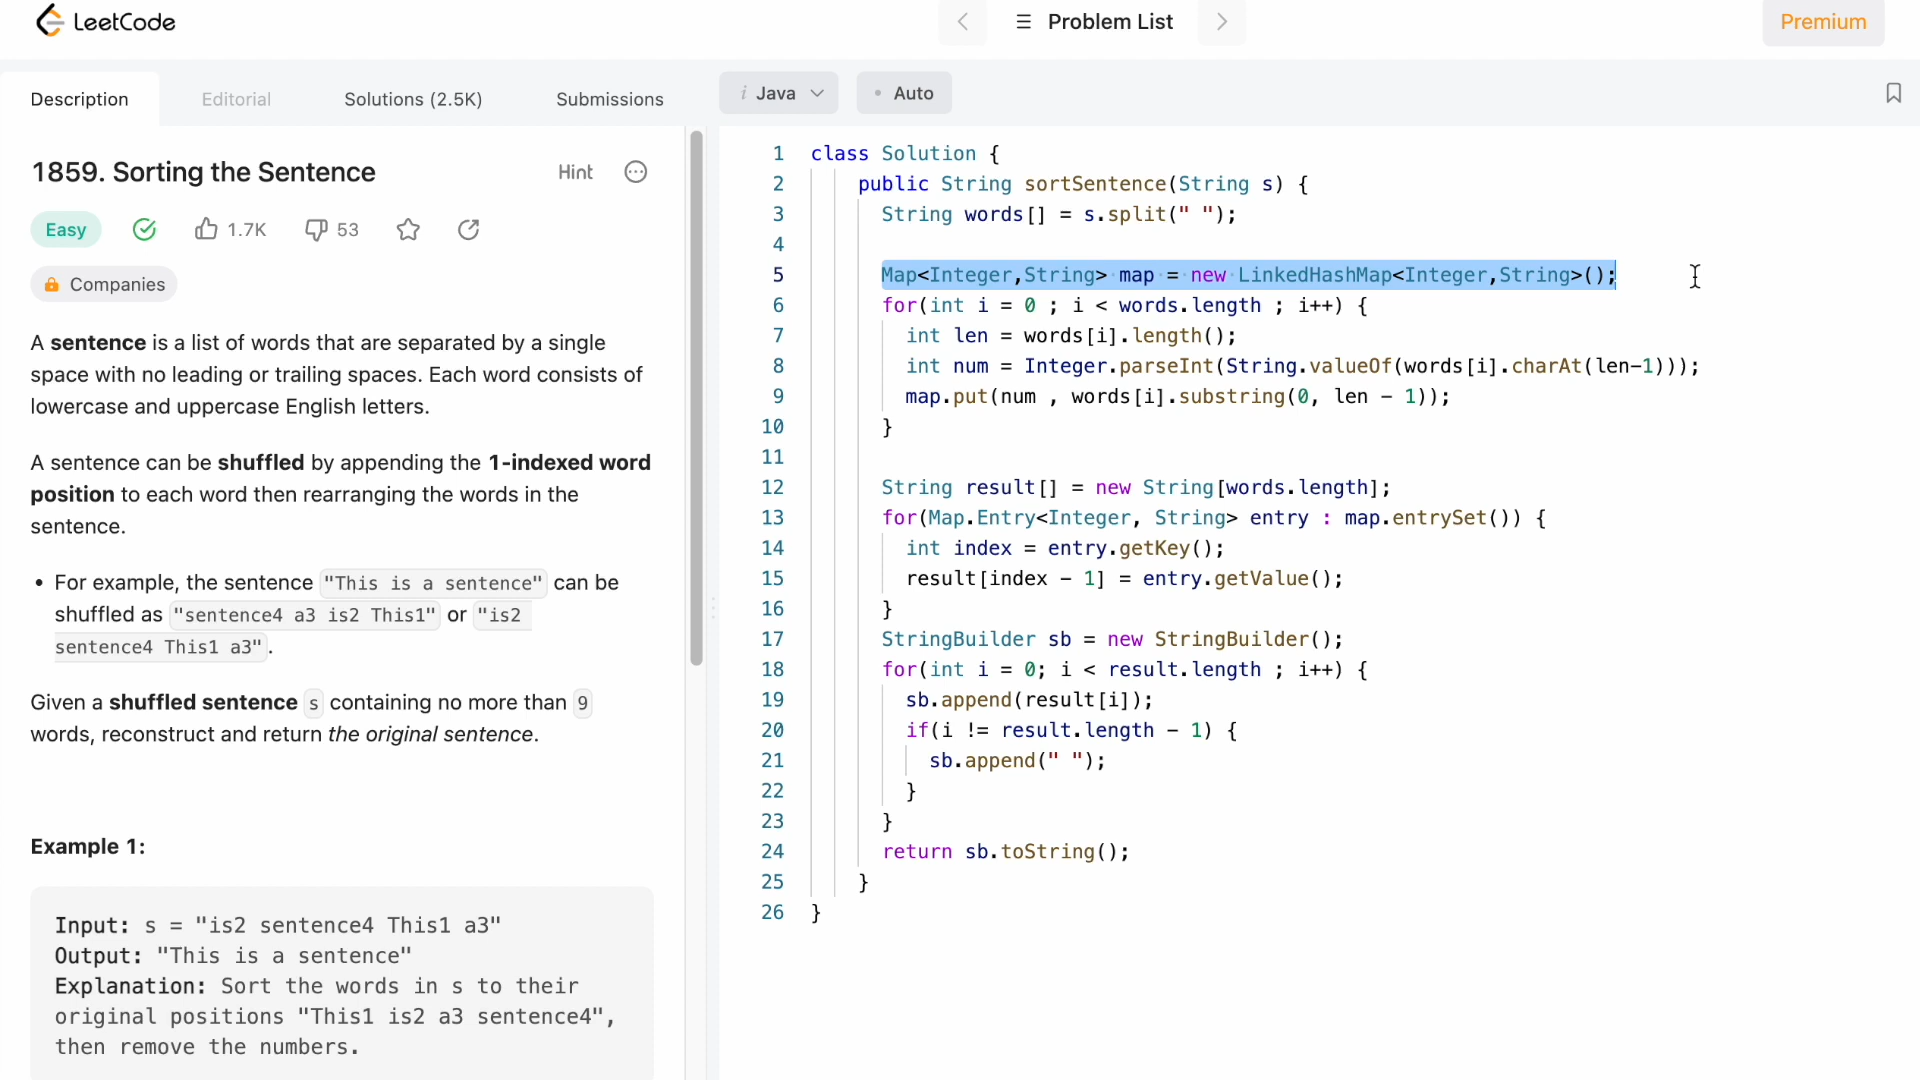 LeetCode
Problem List
Premium
Description
Editorial
Solutions (2.5K)
Submissions
i Java
Auto
1859. Sorting the Sentence
Hint
Easy
1.7K
53
Companies
A sentence is a list of words that are separated by a single
space with no leading or trailing spaces. Each word consists of
lowercase and uppercase English letters.
A sentence can be shuffled by appending the 1-indexed word
position to each word then rearranging the words in the
sentence.
• For example, the sentence "This is a sentence" can be
shuffled as "sentence4 a3 is2 This1" or "is2
sentence4 This1 a3".
Given a shuffled sentence s containing no more than 9
words, reconstruct and return the original sentence.
Example 1:
Input: s = "is2 sentence4 This1 a3"
Output: "This is a sentence"
Explanation: Sort the words in s to their
original positions "This1 is2 a3 sentence4",
then remove the numbers.
1 class Solution {
2 public String sortSentence(String s) {
3 String words[] = s.split(" ");
4
5 Map<Integer,String> map = new LinkedHashMap<Integer,String>();
6 for(int i = 0 ; i < words.length ; i++) {
7 int len = words[i].length();
8 int num = Integer.parseInt(String.valueOf(words[i].charAt(len-1)));
9 map.put(num , words[i].substring(0, len - 1));
10 }
11
12 String result[] = new String[words.length];
13 for(Map.Entry<Integer, String> entry : map.entrySet()) {
14 int index = entry.getKey();
15 result[index - 1] = entry.getValue();
16 }
17 StringBuilder sb = new StringBuilder();
18 for(int i = 0; i < result.length ; i++) {
19 sb.append(result[i]);
20 if(i != result.length - 1) {
21 sb.append(" ");
22 }
23 }
24 return sb.toString();
25 }
26 }